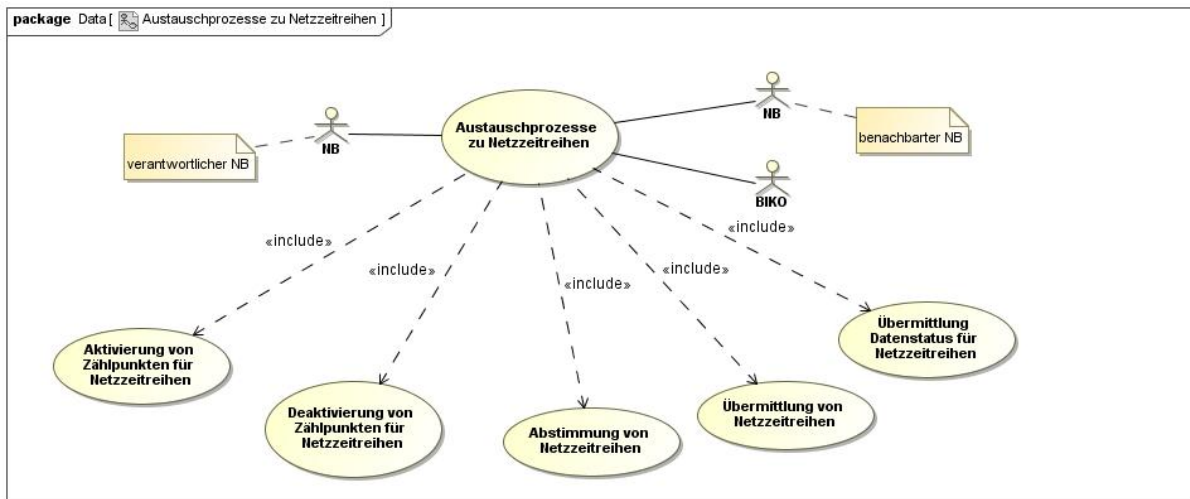 package Data [ Austauschprozesse zu Netzzeitreihen ]
NB
verantwortlicher NB
Austauschprozesse
zu Netzzeitreihen
NB
benachbarter NB
BIKO
«include»
«include»
«include»
«include»
«include»
Aktivierung von
Zählpunkten für
Netzzeitreihen
Deaktivierung von
Zählpunkten für
Netzzeitreihen
Abstimmung von
Netzzeitreihen
Übermittlung von
Netzzeitreihen
Übermittlung
Datenstatus für
Netzzeitreihen